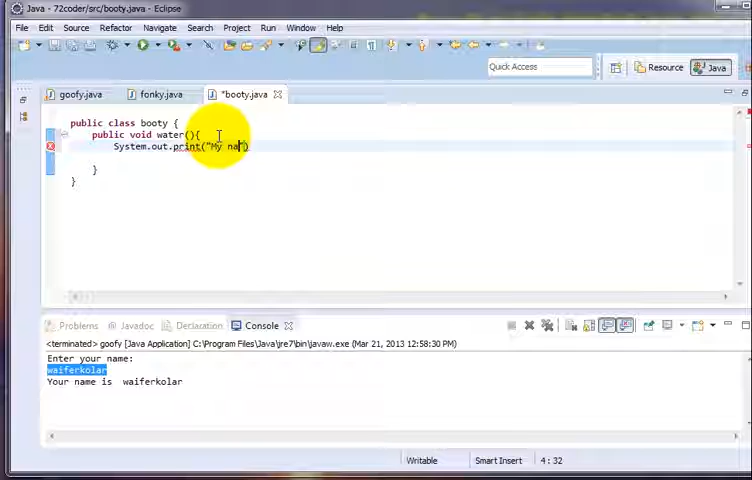 Java - 72coder/src/booty.java - Eclipse
File Edit Source Refactor Navigate Search Project Run Window Help
Quick Access Resource Java
goofy.java fonky.java *booty.java
public class booty {
public void water(){
System.out.print("My na")
}
}
Problems Javadoc Declaration Console
<terminated> goofy [Java Application] C:\Program Files\Java\jre7\bin\javaw.exe (Mar 21, 2013 12:58:30 PM)
Enter your name:
waiferkolar
Your name is  waiferkolar
Writable Smart Insert 4 : 32